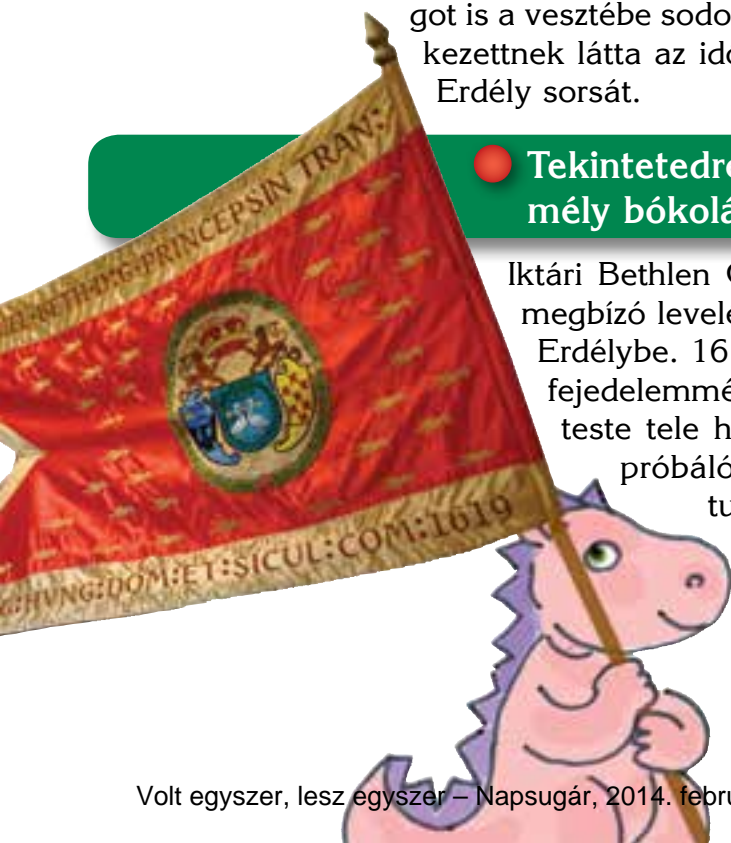 got is a vesztébe sodo
kezettnek látta az idő
Erdély sorsát.
Tekintetedre
mély bókolá
Iktári Bethlen
megbízó levele
Erdélybe. 16
fejedelemmé
teste tele h
próbáló
tu
PRINCEPSIN TRAN:
HVNG:DOM:ET:SICUL:COM:1619
Volt egyszer, lesz egyszer – Napsugár, 2014. febru